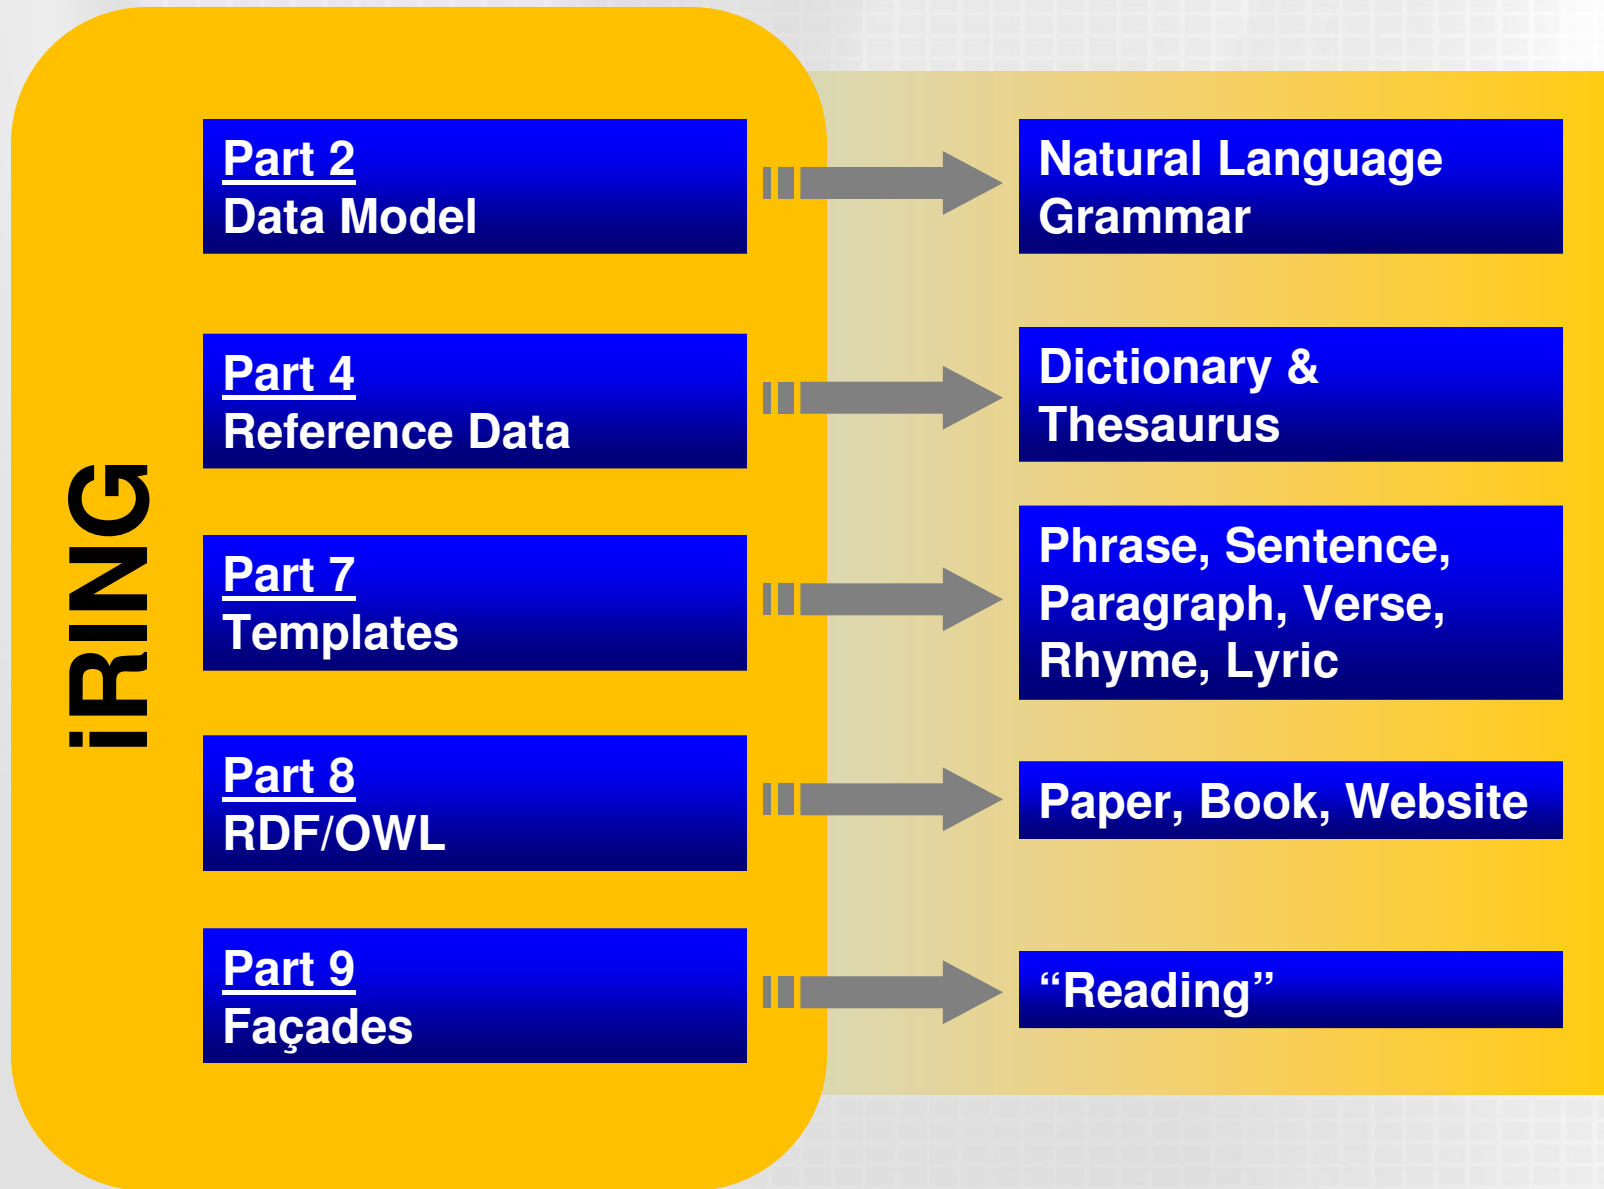 iRING
Part 2
Data Model
Natural Language
Grammar
Part 4
Reference Data
Dictionary &
Thesaurus
Part 7
Templates
Phrase, Sentence,
Paragraph, Verse,
Rhyme, Lyric
Part 8
RDF/OWL
Paper, Book, Website
Part 9
Façades
“Reading”